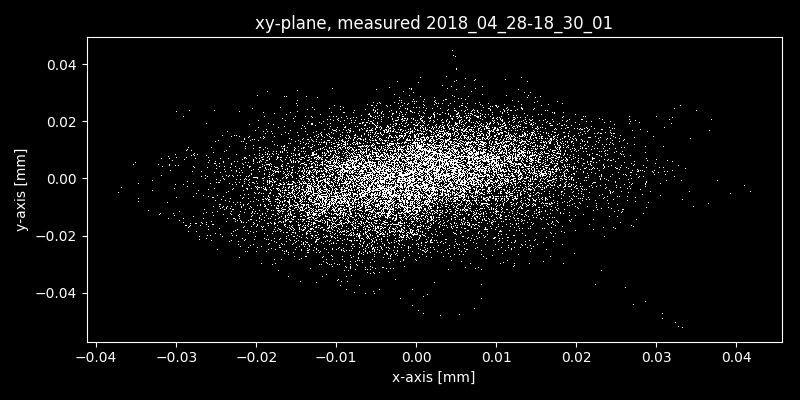 xy-plane, measured 2018_04_28-18_30_01
y-axis [mm]
0.04
0.02
0.00
−0.02
−0.04
−0.04 −0.03 −0.02 −0.01 0.00 0.01 0.02 0.03 0.04
x-axis [mm]